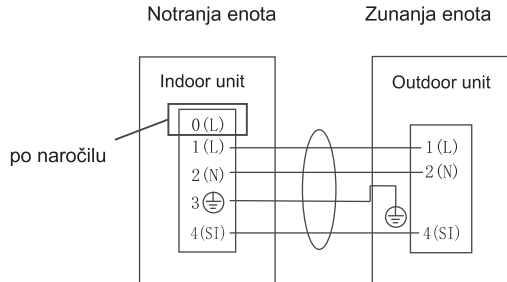 Notranja enota
Zunanja enota
Indoor unit
Outdoor unit
po naročilu
0(L)
1(L)
2(N)
3
4(SI)
1(L)
2(N)
4(SI)